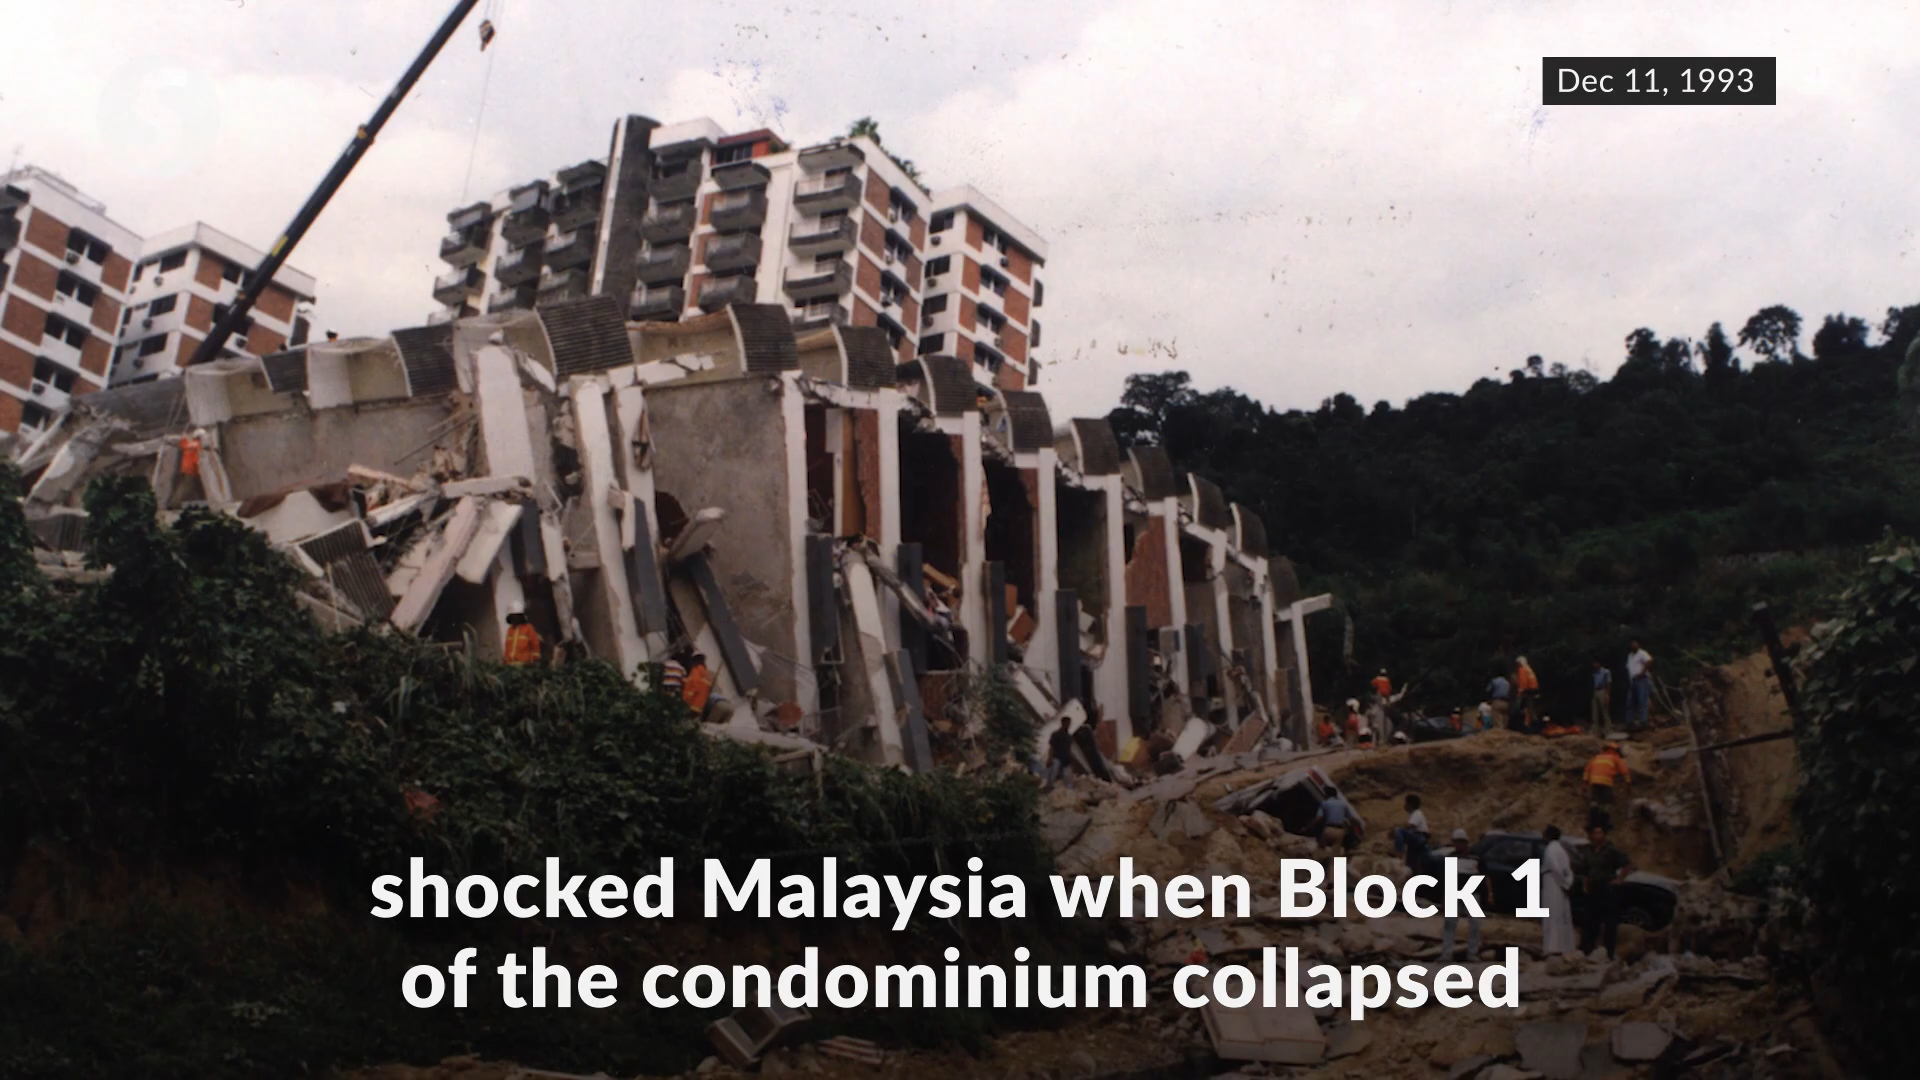 Dec 11, 1993
shocked Malaysia when Block 1
of the condominium collapsed